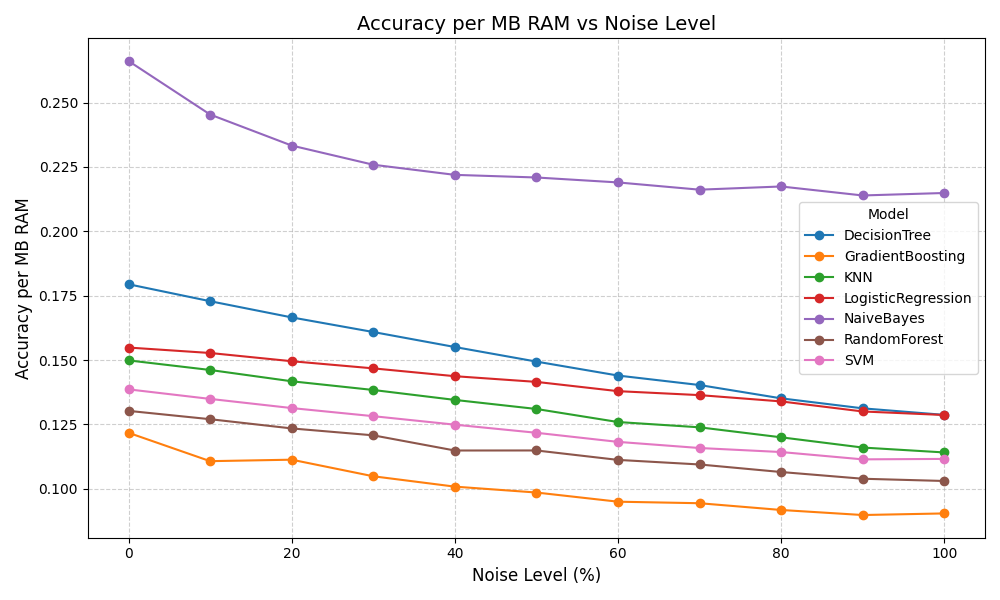 Accuracy per MB RAM vs Noise Level
Accuracy per MB RAM
0.250
0.225
0.200
0.175
0.150
0.125
0.100
Model
DecisionTree
GradientBoosting
KNN
LogisticRegression
NaiveBayes
RandomForest
SVM
0 20 40 60 80 100
Noise Level (%)